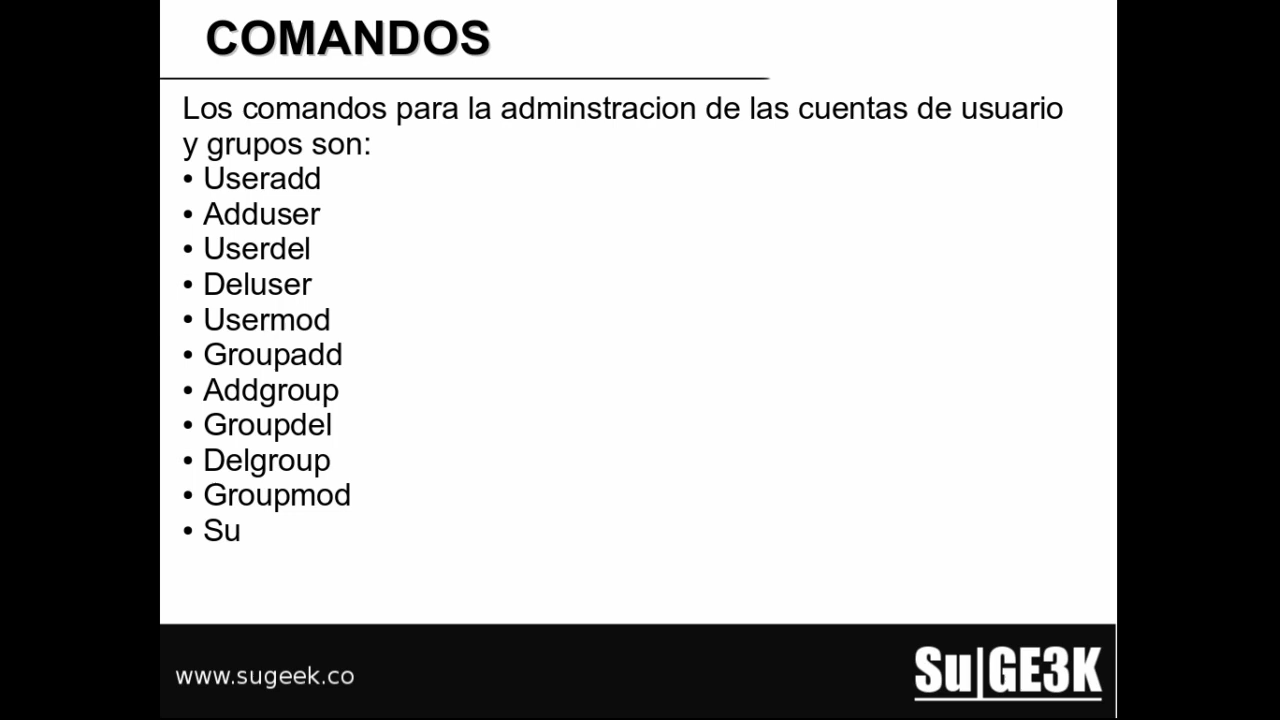 COMANDOS
Los comandos para la adminstracion de las cuentas de usuario
y grupos son:
• Useradd
• Adduser
• Userdel
• Deluser
• Usermod
• Groupadd
• Addgroup
• Groupdel
• Delgroup
• Groupmod
• Su
www.sugeek.co
Su|GE3K